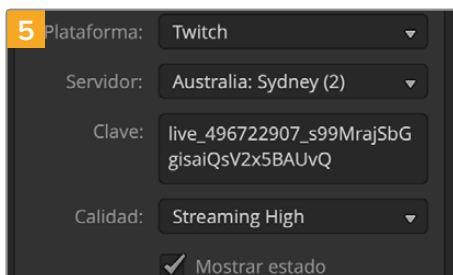 5 Plataforma: Twitch
Servidor: Australia: Sydney (2)
Clave: live_496722907_s99MrajSbG
gisaiQsV2x5BAUvQ
Calidad: Streaming High
Mostrar estado